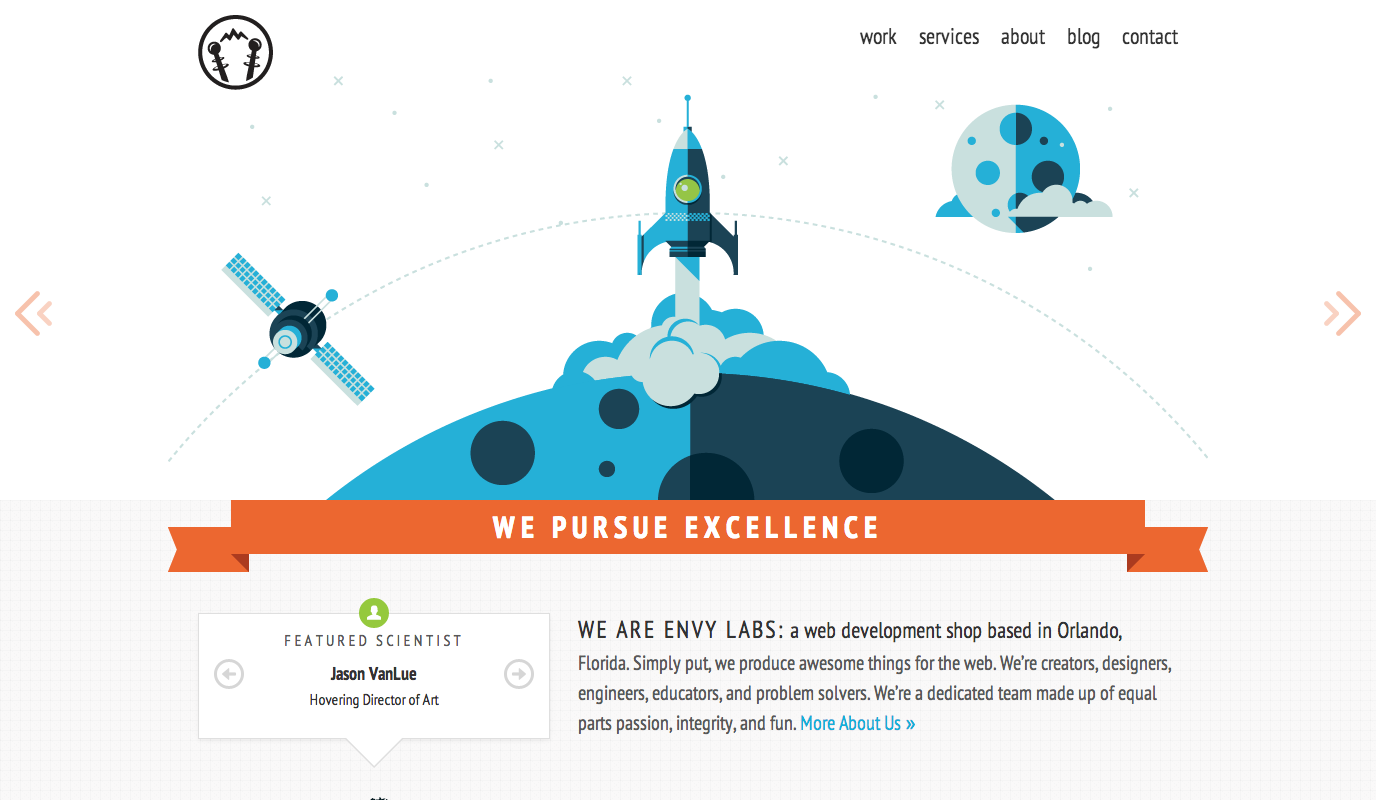 work services about blog contact
WE PURSUE EXCELLENCE
FEATURED SCIENTIST
Jason VanLue
Hovering Director of Art
WE ARE ENVY LABS: a web development shop based in Orlando,
Florida. Simply put, we produce awesome things for the web. We’re creators, designers,
engineers, educators, and problem solvers. We’re a dedicated team made up of equal
parts passion, integrity, and fun. More About Us »